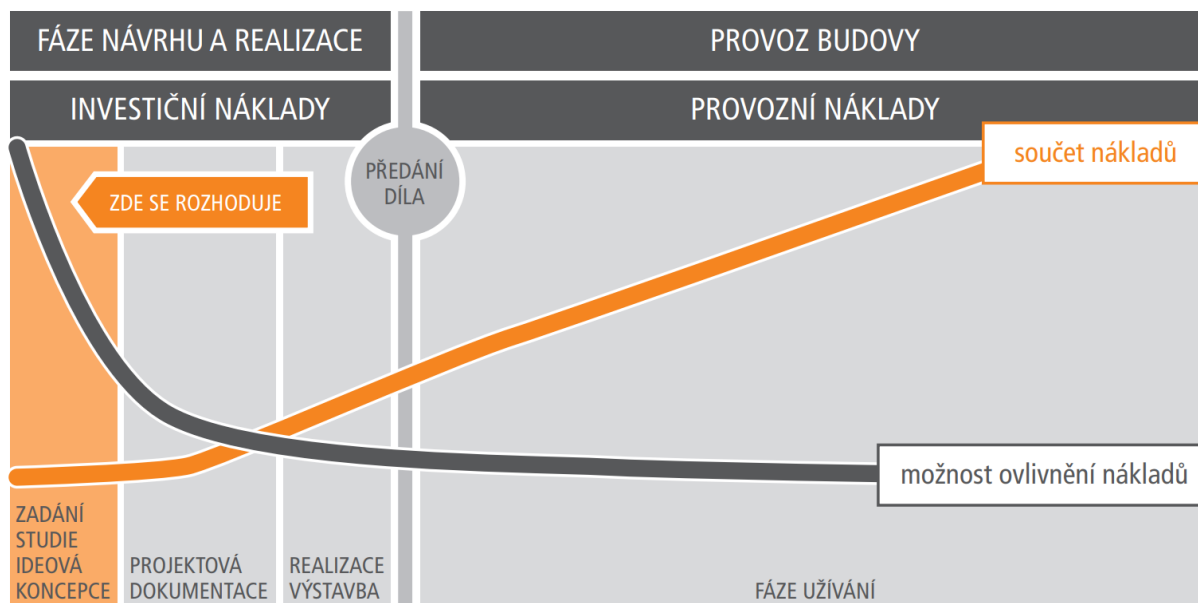 FÁZE NÁVRHU A REALIZACE
PROVOZ BUDOVY
INVESTIČNÍ NÁKLADY
PROVOZNÍ NÁKLADY
součet nákladů
PŘEDÁNÍ
DÍLA
ZDE SE ROZHODUJE
možnost ovlivnění nákladů
ZADÁNÍ
STUDIE
IDEOVÁ
KONCEPCE
PROJEKTOVÁ
DOKUMENTACE
REALIZACE
VÝSTAVBA
FÁZE UŽÍVÁNÍ